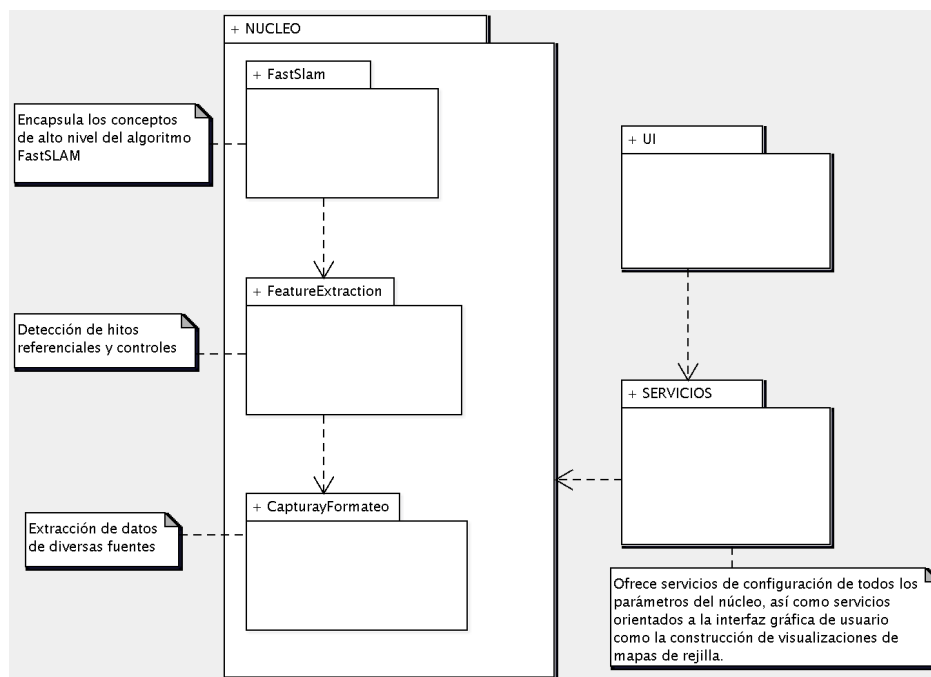 + NUCLEO
+ FastSlam
Encapsula los conceptos
de alto nivel del algoritmo
FastSLAM
+ UI
+ FeatureExtraction
Detección de hitos
referenciales y controles
+ SERVICIOS
+ CapturayFormateo
Extracción de datos
de diversas fuentes
Ofrece servicios de configuración de todos los
parámetros del núcleo, así como servicios
orientados a la interfaz gráfica de usuario
como la construcción de visualizaciones de
mapas de rejilla.